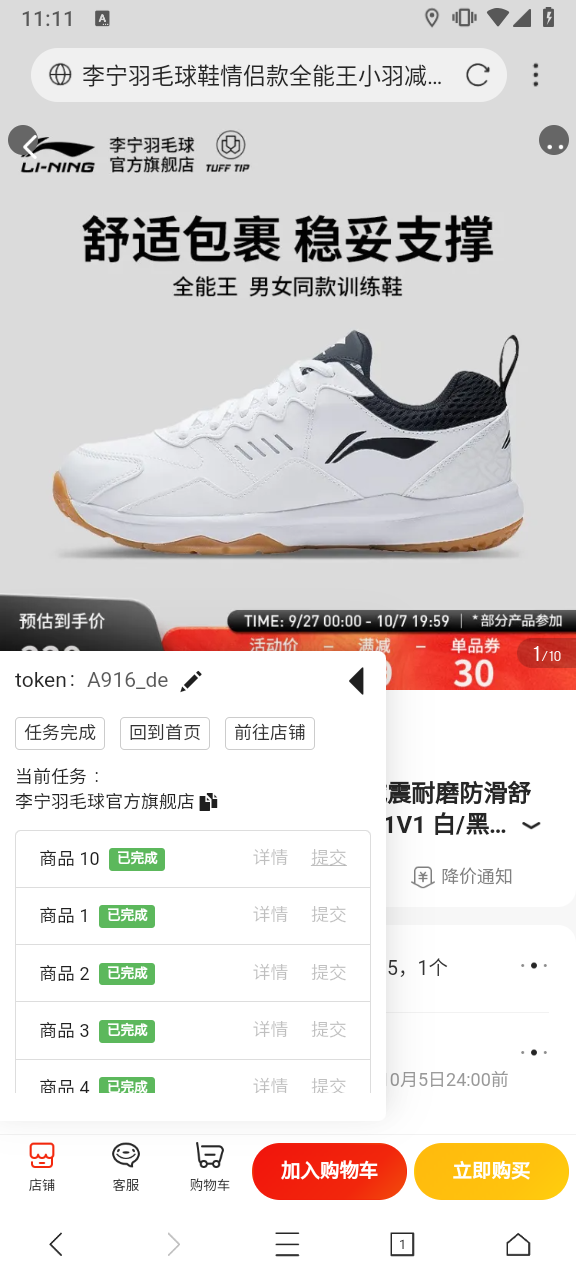 11:11
A
李宁羽毛球鞋情侣款全能王小羽减...
LI-NING
李宁羽毛球
官方旗舰店
TUFF TIP
舒适包裹 稳妥支撑
全能王 男女同款训练鞋
预估到手价
TIME: 9/27 00:00 - 10/7 19:59 | *部分产品参加
活动价 - 满减 - 单品券
30
1/10
token: A916_de
任务完成 回到首页 前往店铺
当前任务：
李宁羽毛球官方旗舰店
震耐磨防滑舒
1V1 白/黑...
商品 10 已完成 详情 提交
降价通知
商品 1 已完成 详情 提交
商品 2 已完成 详情 提交
5，1个
商品 3 已完成 详情 提交
商品 4 已完成 详情 提交
0月5日24:00前
店铺 客服 购物车 加入购物车 立即购买
1